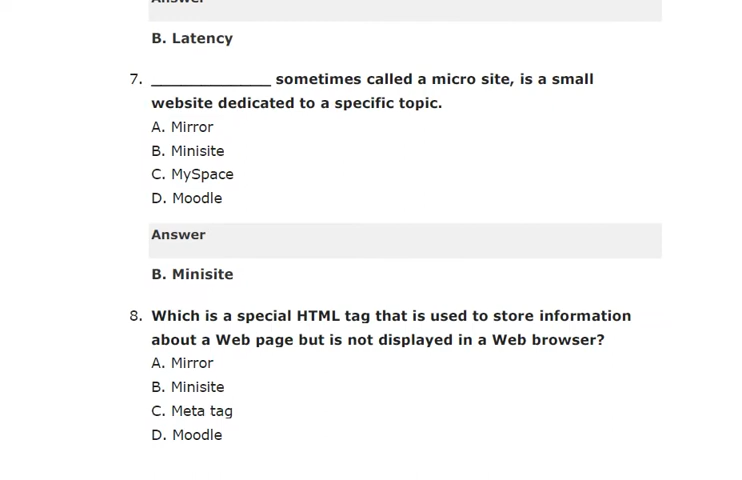 Answer
B. Latency
7. ______________ sometimes called a micro site, is a small
website dedicated to a specific topic.
A. Mirror
B. Minisite
C. MySpace
D. Moodle
Answer
B. Minisite
8. Which is a special HTML tag that is used to store information
about a Web page but is not displayed in a Web browser?
A. Mirror
B. Minisite
C. Meta tag
D. Moodle